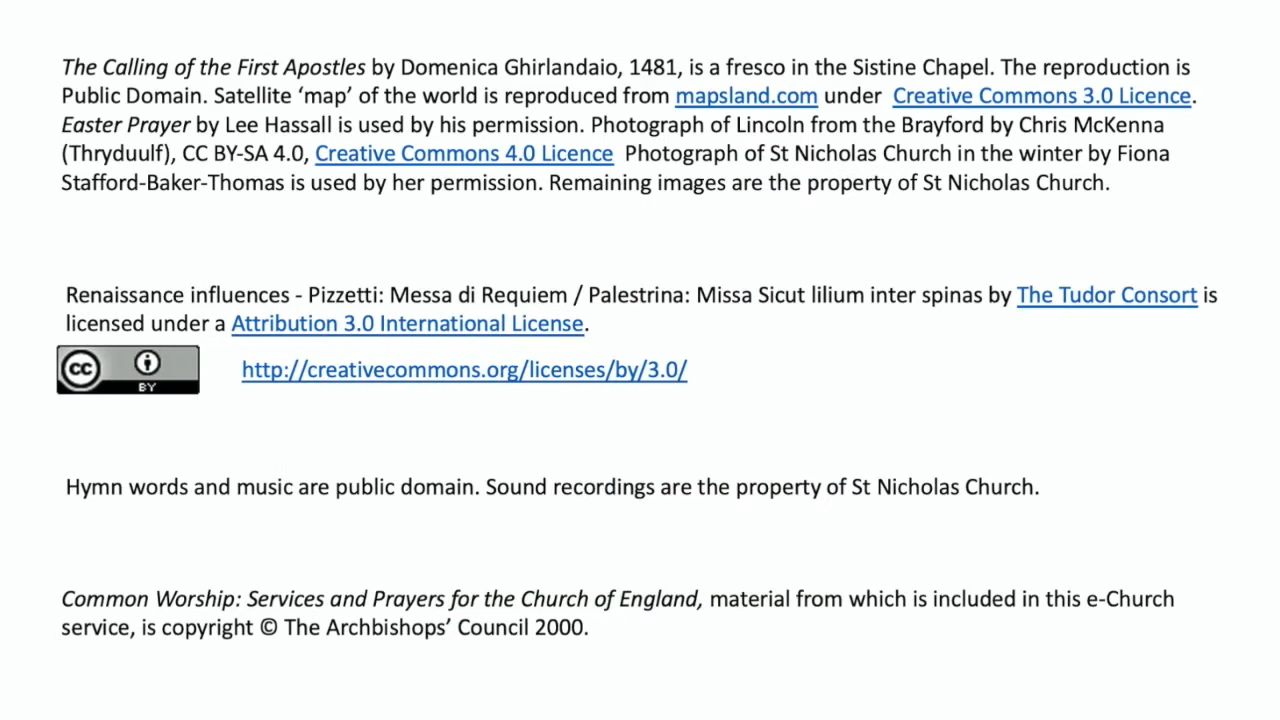 The Calling of the First Apostles by Domenica Ghirlandaio, 1481, is a fresco in the Sistine Chapel. The reproduction is
Public Domain. Satellite ‘map’ of the world is reproduced from mapsland.com under Creative Commons 3.0 Licence.
Easter Prayer by Lee Hassall is used by his permission. Photograph of Lincoln from the Brayford by Chris McKenna
(Thryduulf), CC BY-SA 4.0, Creative Commons 4.0 Licence Photograph of St Nicholas Church in the winter by Fiona
Stafford-Baker-Thomas is used by her permission. Remaining images are the property of St Nicholas Church.
Renaissance influences - Pizzetti: Messa di Requiem / Palestrina: Missa Sicut lilium inter spinas by The Tudor Consort is
licensed under a Attribution 3.0 International License.
cc BY http://creativecommons.org/licenses/by/3.0/
Hymn words and music are public domain. Sound recordings are the property of St Nicholas Church.
Common Worship: Services and Prayers for the Church of England, material from which is included in this e-Church
service, is copyright © The Archbishops’ Council 2000.